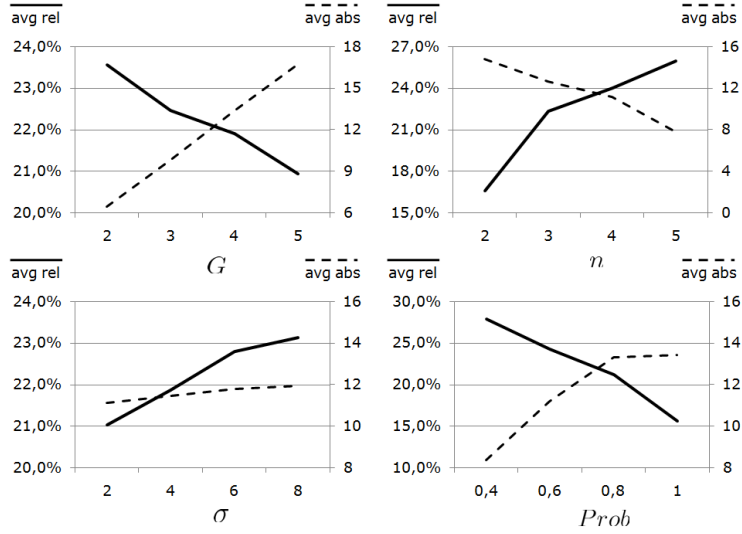 avg rel avg abs
24,0% 18
23,0% 15
22,0% 12
21,0% 9
20,0% 6
2 3 4 5
G
avg rel avg abs
27,0% 16
24,0% 12
21,0% 8
18,0% 4
15,0% 0
2 3 4 5
n
avg rel avg abs
24,0% 16
23,0% 14
22,0% 12
21,0% 10
20,0% 8
2 4 6 8
σ
avg rel avg abs
30,0% 16
25,0% 14
20,0% 12
15,0% 10
10,0% 8
0,4 0,6 0,8 1
Prob